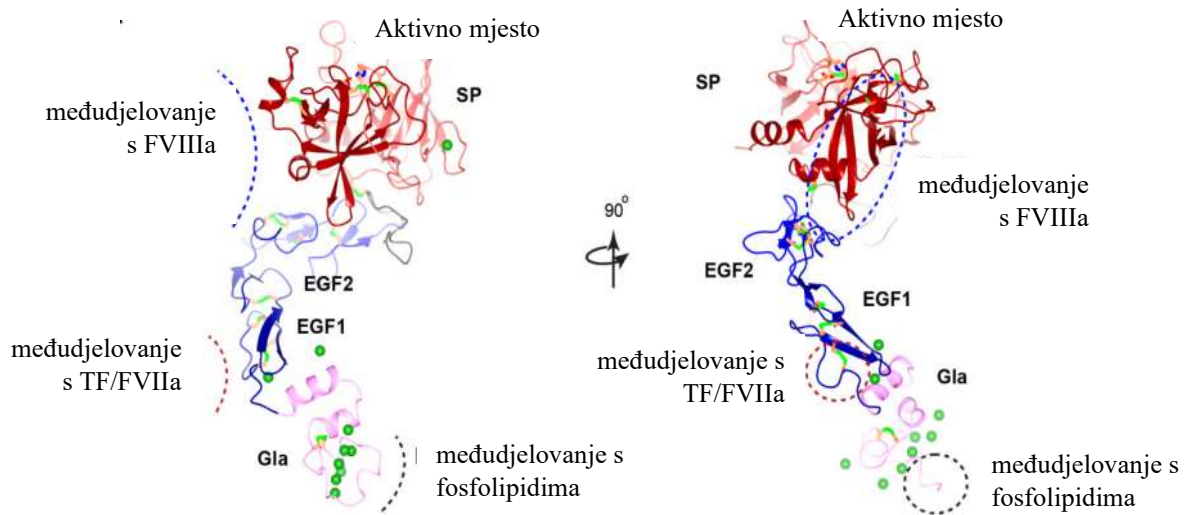 Aktivno mjesto
SP
međudjelovanje
s FVIIIa
EGF2
EGF1
međudjelovanje
s TF/FVIIa
Gla
međudjelovanje s
fosfolipidima
90°
Aktivno mjesto
SP
međudjelovanje
s FVIIIa
EGF2
EGF1
međudjelovanje s
TF/FVIIa
Gla
međudjelovanje s
fosfolipidima